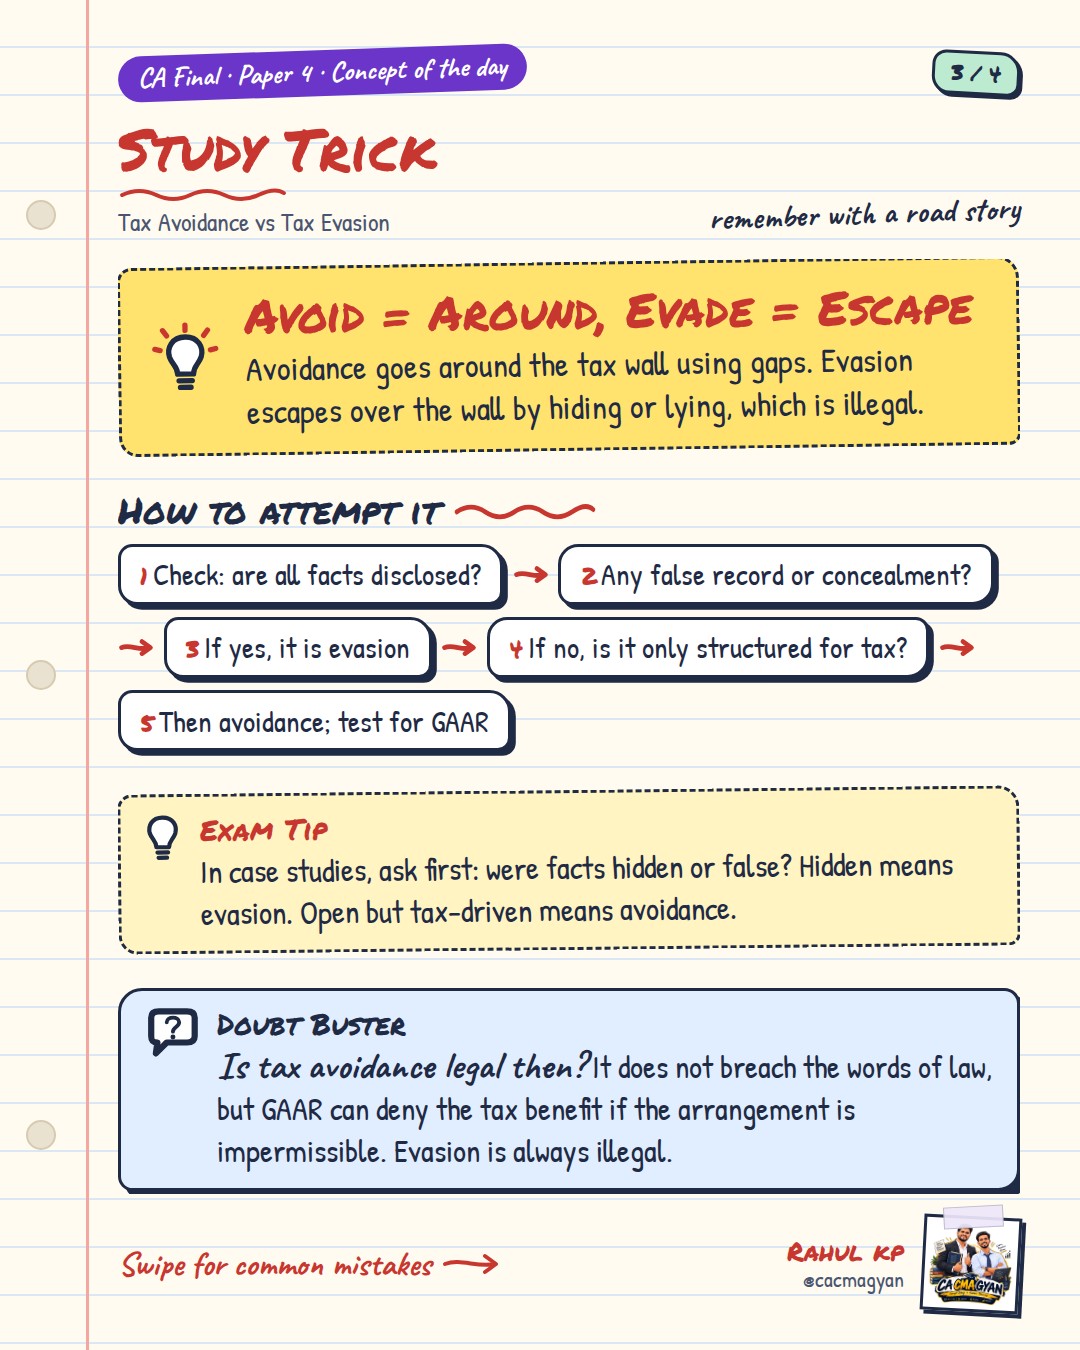 CA Final · Paper 4 · Concept of the day
3 / 4
Study Trick
Tax Avoidance vs Tax Evasion
remember with a road story
Avoid = Around, Evade = Escape
Avoidance goes around the tax wall using gaps. Evasion
escapes over the wall by hiding or lying, which is illegal.
How to attempt it
1 Check: are all facts disclosed?
2 Any false record or concealment?
3 If yes, it is evasion
4 If no, is it only structured for tax?
5 Then avoidance; test for GAAR
Exam Tip
In case studies, ask first: were facts hidden or false? Hidden means
evasion. Open but tax-driven means avoidance.
Doubt Buster
Is tax avoidance legal then? It does not breach the words of law,
but GAAR can deny the tax benefit if the arrangement is
impermissible. Evasion is always illegal.
Swipe for common mistakes
Rahul KP
@cacmagyan
CA CMA GYAN